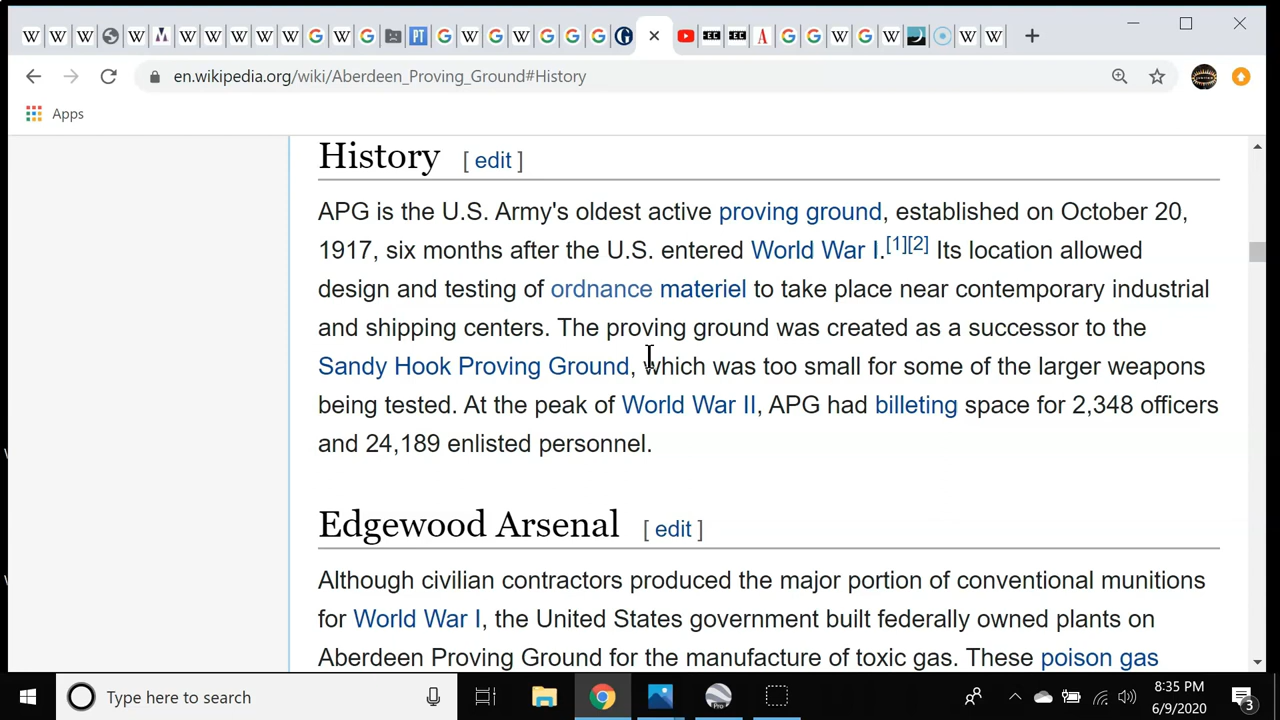 en.wikipedia.org/wiki/Aberdeen_Proving_Ground#History
Apps
History [ edit ]
APG is the U.S. Army's oldest active proving ground, established on October 20,
1917, six months after the U.S. entered World War I.[1][2] Its location allowed
design and testing of ordnance materiel to take place near contemporary industrial
and shipping centers. The proving ground was created as a successor to the
Sandy Hook Proving Ground, which was too small for some of the larger weapons
being tested. At the peak of World War II, APG had billeting space for 2,348 officers
and 24,189 enlisted personnel.
Edgewood Arsenal [ edit ]
Although civilian contractors produced the major portion of conventional munitions
for World War I, the United States government built federally owned plants on
Aberdeen Proving Ground for the manufacture of toxic gas. These poison gas
Type here to search
8:35 PM
6/9/2020
3